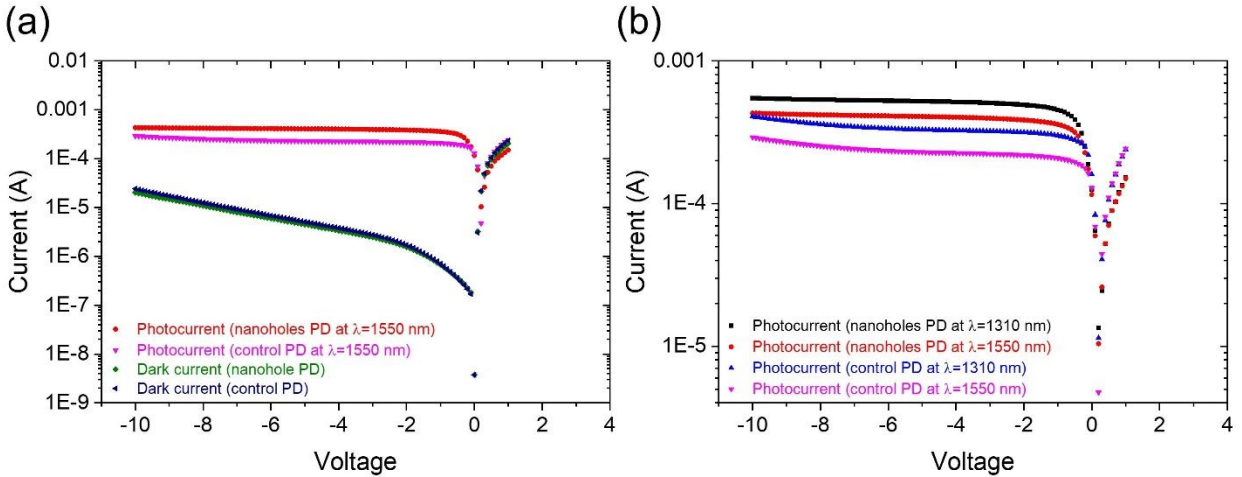 (a)
0.01
0.001
1E-4
1E-5
1E-6
1E-7
1E-8
1E-9
Current (A)
Photocurrent (nanoholes PD at λ=1550 nm)
Photocurrent (control PD at λ=1550 nm)
Dark current (nanohole PD)
Dark current (control PD)
-10 -8 -6 -4 -2 0 2 4
Voltage
(b)
0.001
1E-4
1E-5
Current (A)
Photocurrent (nanoholes PD at λ=1310 nm)
Photocurrent (nanoholes PD at λ=1550 nm)
Photocurrent (control PD at λ=1310 nm)
Photocurrent (control PD at λ=1550 nm)
-10 -8 -6 -4 -2 0 2 4
Voltage